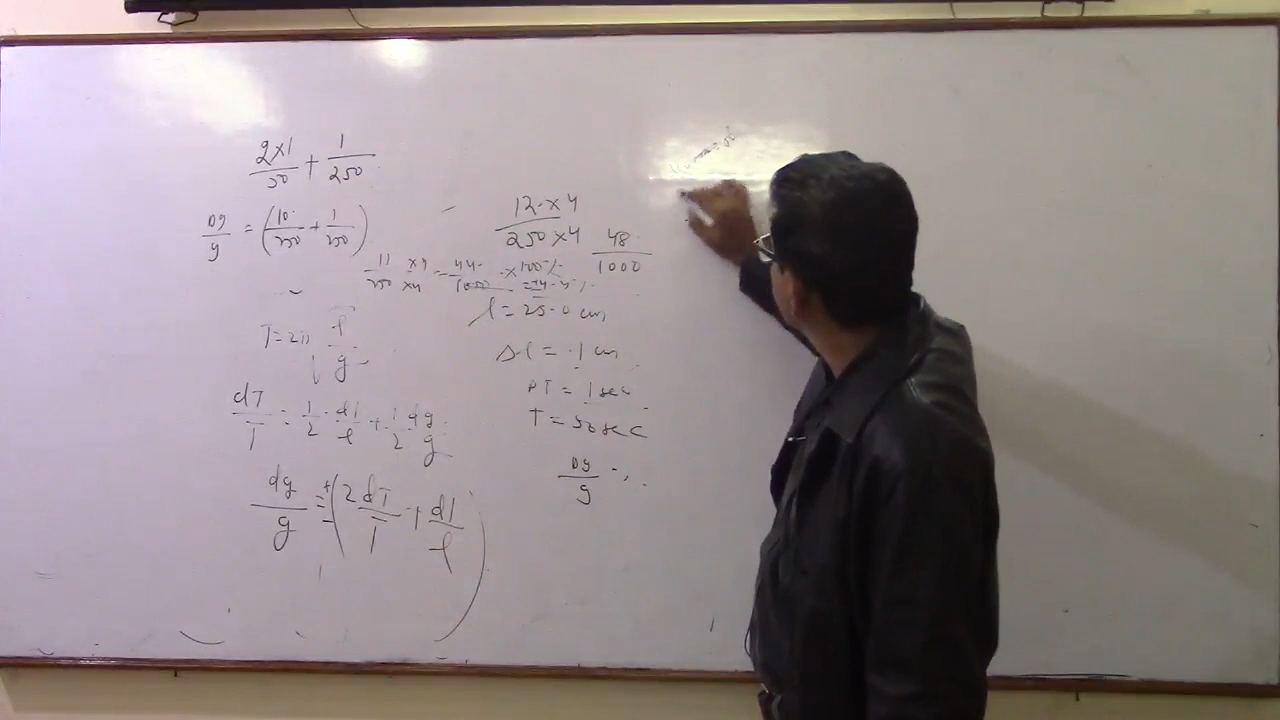 2×1/50 + 1/250
Dg/g = (10/250 + 1/250)
12×4/250×4
48/1000
11/250 ×4/×4 = 44/1000 ×100%
= 4.4%
l = 25.0 cm
T=2π√l/g
Δl = .1 cm
DT = 1 sec
T = 50 sec
dT/T = 1/2 dl/l + 1/2 dg/g
Dg/g
dg/g = ±(2dT/T + dl/l)